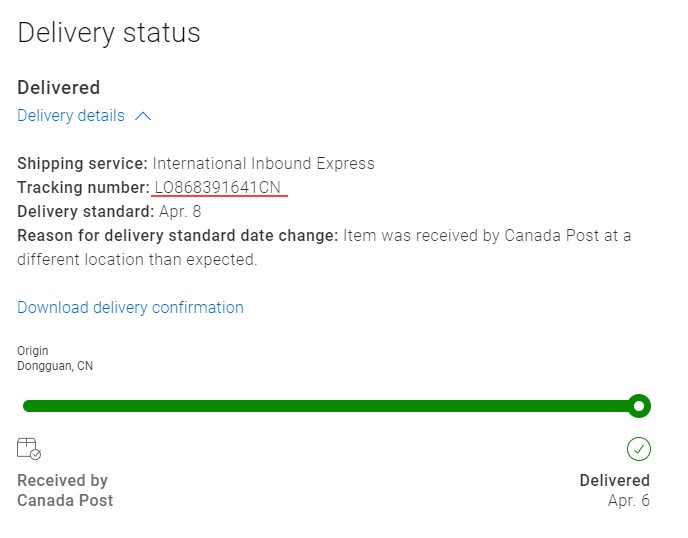 Delivery status
Delivered
Delivery details
Shipping service: International Inbound Express
Tracking number: LO868391641CN
Delivery standard: Apr. 8
Reason for delivery standard date change: Item was received by Canada Post at a
different location than expected.
Download delivery confirmation
Origin
Dongguan, CN
Received by
Canada Post
Delivered
Apr. 6